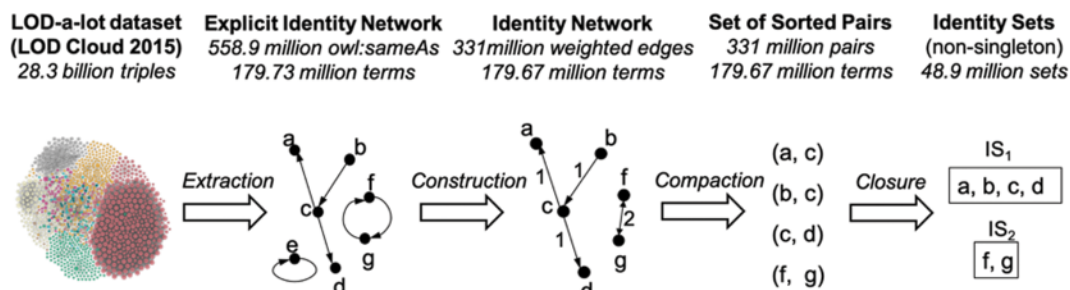 LOD-a-lot dataset
(LOD Cloud 2015)
28.3 billion triples
Explicit Identity Network
558.9 million owl:sameAs
179.73 million terms
Identity Network
331million weighted edges
179.67 million terms
Set of Sorted Pairs
331 million pairs
179.67 million terms
Identity Sets
(non-singleton)
48.9 million sets
Extraction
a
b
c
d
e
f
g
Construction
a
b
1
c
1
d
f
2
g
1
Compaction
(a, c)
(b, c)
(c, d)
(f, g)
Closure
IS1
a, b, c, d
IS2
f, g